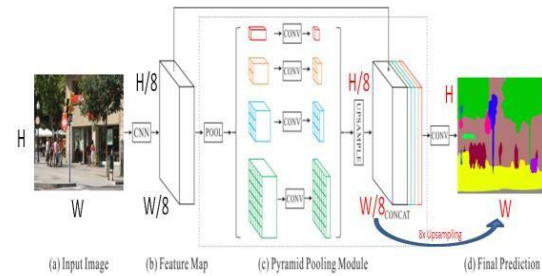 H
W
CNN
H/8
W/8
POOL
CONV
CONV
CONV
CONV
UPSAMPLE
H/8
W/8
CONCAT
CONV
H
W
8x Upsampling
(a) Input Image
(b) Feature Map
(c) Pyramid Pooling Module
(d) Final Prediction